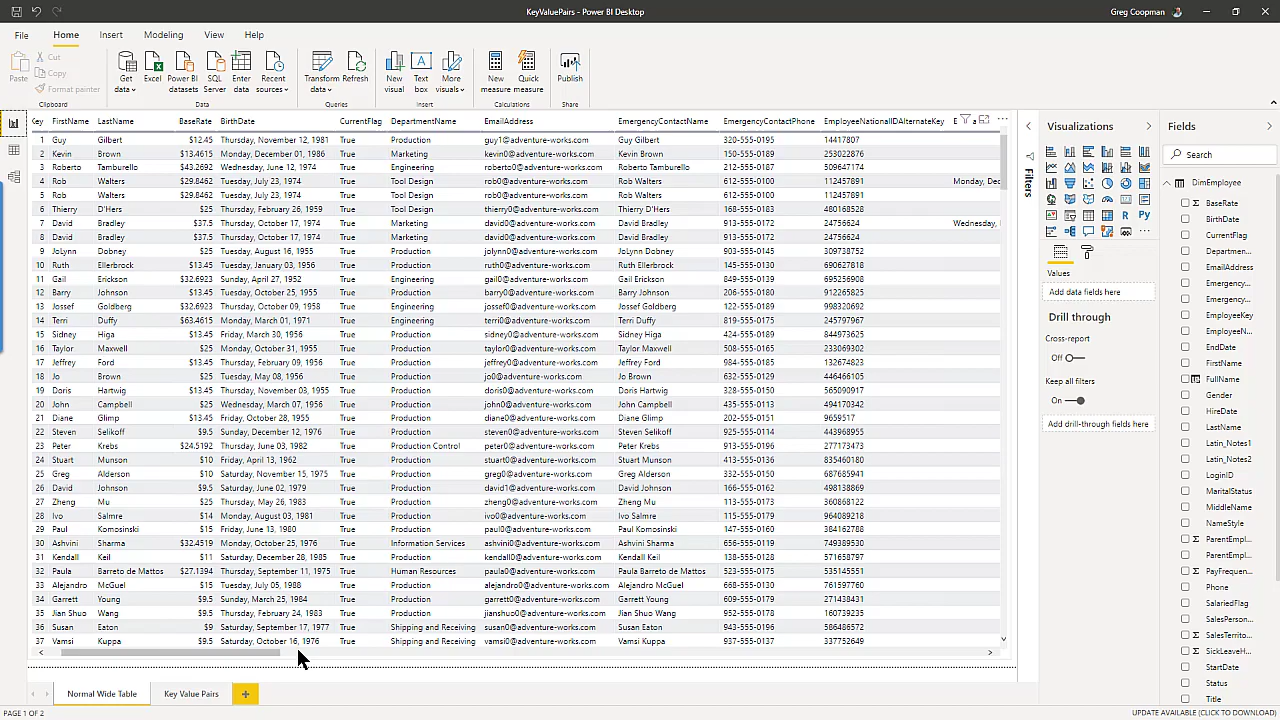 KeyValuePairs - Power BI Desktop
Greg Coopman
File Home Insert Modeling View Help
Paste
Cut
Copy
Format painter
Get data
Excel
Power BI datasets
SQL Server
Enter data
Recent sources
Transform data
Refresh
New visual
Text box
More visuals
New measure
Quick measure
Publish
Clipboard Data Queries Insert Calculations Share
Key FirstName LastName BaseRate BirthDate CurrentFlag DepartmentName EmailAddress EmergencyContactName EmergencyContactPhone EmployeeNationalIDAlternateKey
1 Guy Gilbert $12.45 Thursday, November 12, 1981 True Production guy1@adventure-works.com Guy Gilbert 320-555-0195 14417807
2 Kevin Brown $13.4615 Monday, December 01, 1986 True Marketing kevin0@adventure-works.com Kevin Brown 150-555-0189 253022876
3 Roberto Tamburello $43.2692 Wednesday, June 12, 1974 True Engineering roberto0@adventure-works.com Roberto Tamburello 212-555-0187 509647174
4 Rob Walters $29.8462 Tuesday, July 23, 1974 True Tool Design rob0@adventure-works.com Rob Walters 612-555-0100 112457891 Monday, Dec
5 Rob Walters $29.8462 Tuesday, July 23, 1974 True Tool Design rob0@adventure-works.com Rob Walters 612-555-0100 112457891
6 Thierry D'Hers $25 Thursday, February 26, 1959 True Tool Design thierry0@adventure-works.com Thierry D'Hers 168-555-0183 480168528
7 David Bradley $37.5 Thursday, October 17, 1974 True Marketing david0@adventure-works.com David Bradley 913-555-0172 24756624 Wednesday,
8 David Bradley $37.5 Thursday, October 17, 1974 True Marketing david0@adventure-works.com David Bradley 913-555-0172 24756624
9 JoLynn Dobney $25 Thursday, August 16, 1955 True Production jolynn0@adventure-works.com JoLynn Dobney 903-555-0145 309738752
10 Ruth Ellerbrock $13.45 Tuesday, January 03, 1956 True Production ruth0@adventure-works.com Ruth Ellerbrock 145-555-0130 690627818
11 Gail Erickson $32.6923 Sunday, April 27, 1952 True Engineering gail0@adventure-works.com Gail Erickson 848-555-0139 695256908
12 Barry Johnson $13.45 Tuesday, October 25, 1955 True Production barry0@adventure-works.com Barry Johnson 206-555-0180 912265825
13 Jossef Goldberg $32.6923 Thursday, October 09, 1958 True Engineering jossef0@adventure-works.com Jossef Goldberg 122-555-0189 998320692
14 Terri Duffy $63.4615 Monday, March 01, 1971 True Engineering terri0@adventure-works.com Terri Duffy 819-555-0175 245797967
15 Sidney Higa $13.45 Friday, March 30, 1956 True Production sidney0@adventure-works.com Sidney Higa 424-555-0189 844973625
16 Taylor Maxwell $25 Monday, October 31, 1955 True Production taylor0@adventure-works.com Taylor Maxwell 508-555-0165 233069302
17 Jeffrey Ford $13.45 Thursday, February 09, 1956 True Production jeffrey0@adventure-works.com Jeffrey Ford 984-555-0185 132674823
18 Jo Brown $25 Tuesday, May 08, 1956 True Production jo0@adventure-works.com Jo Brown 632-555-0129 446466105
19 Doris Hartwig $13.45 Thursday, November 03, 1955 True Production doris0@adventure-works.com Doris Hartwig 328-555-0150 565090917
20 John Campbell $25 Wednesday, March 07, 1956 True Production john0@adventure-works.com John Campbell 435-555-0113 494170342
21 Diane Glimp $13.45 Friday, October 28, 1955 True Production diane0@adventure-works.com Diane Glimp 202-555-0151 9659517
22 Steven Selikoff $9.5 Sunday, December 12, 1976 True Production steven0@adventure-works.com Steven Selikoff 925-555-0114 443968955
23 Peter Krebs $24.5192 Thursday, June 03, 1982 True Production Control peter0@adventure-works.com Peter Krebs 913-555-0196 277173473
24 Stuart Munson $10 Friday, April 13, 1962 True Production stuart0@adventure-works.com Stuart Munson 413-555-0136 835460180
25 Greg Alderson $10 Saturday, November 15, 1975 True Production greg0@adventure-works.com Greg Alderson 332-555-0150 687685941
26 David Johnson $9.5 Saturday, June 02, 1979 True Production david1@adventure-works.com David Johnson 166-555-0162 498138869
27 Zheng Mu $25 Thursday, May 26, 1983 True Production zheng0@adventure-works.com Zheng Mu 113-555-0173 360868122
28 Ivo Salmre $14 Monday, August 03, 1981 True Production ivo0@adventure-works.com Ivo Salmre 115-555-0179 964089218
29 Paul Komosinski $15 Friday, June 13, 1980 True Production paul0@adventure-works.com Paul Komosinski 147-555-0160 384162788
30 Ashvini Sharma $32.4519 Monday, October 25, 1976 True Information Services ashvini0@adventure-works.com Ashvini Sharma 656-555-0119 749389530
31 Kendall Keil $11 Saturday, December 28, 1985 True Production kendall0@adventure-works.com Kendall Keil 138-555-0128 571658797
32 Paula Barreto de Mattos $27.1394 Thursday, September 11, 1975 True Human Resources paula0@adventure-works.com Paula Barreto de Mattos 523-555-0175 535145551
33 Alejandro McGuel $15 Tuesday, July 05, 1988 True Production alejandro0@adventure-works.com Alejandro McGuel 668-555-0130 761597760
34 Garrett Young $9.5 Sunday, March 25, 1984 True Production garrett0@adventure-works.com Garrett Young 609-555-0179 271438431
35 Jian Shuo Wang $9.5 Thursday, February 24, 1983 True Production jianshuo0@adventure-works.com Jian Shuo Wang 952-555-0178 160739235
36 Susan Eaton $9 Saturday, September 17, 1977 True Shipping and Receiving susan0@adventure-works.com Susan Eaton 943-555-0196 586486572
37 Vamsi Kuppa $9.5 Saturday, October 16, 1976 True Shipping and Receiving vamsi0@adventure-works.com Vamsi Kuppa 937-555-0137 337752649
Filters
Visualizations
R Py
Values
Add data fields here
Drill through
Cross-report
Off
Keep all filters
On
Add drill-through fields here
Fields
Search
DimEmployee
BaseRate
BirthDate
CurrentFlag
Departmen...
EmailAddress
Emergency...
Emergency...
EmployeeKey
EmployeeN...
EndDate
FirstName
FullName
Gender
HireDate
LastName
Latin_Notes1
Latin_Notes2
LoginID
MaritalStatus
MiddleName
NameStyle
ParentEmpl...
ParentEmpl...
PayFrequen...
Phone
SalariedFlag
SalesPerson...
SalesTerrito...
SickLeaveH...
StartDate
Status
Title
Normal Wide Table Key Value Pairs
PAGE 1 OF 2
UPDATE AVAILABLE (CLICK TO DOWNLOAD)